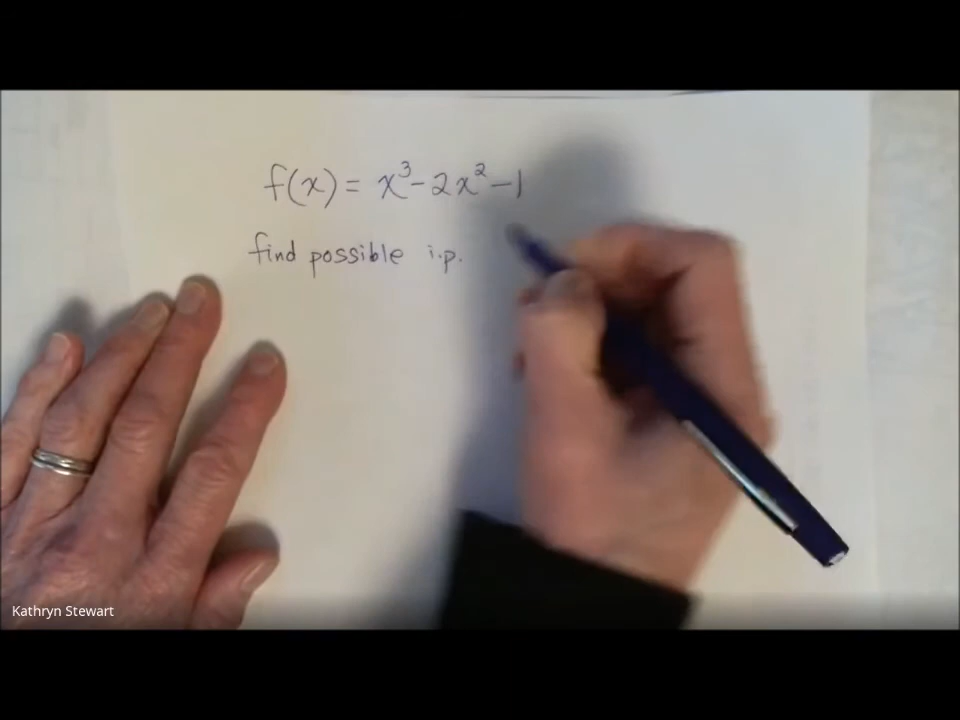 f(x) = x³-2x²-1
find possible i.p.
Kathryn Stewart